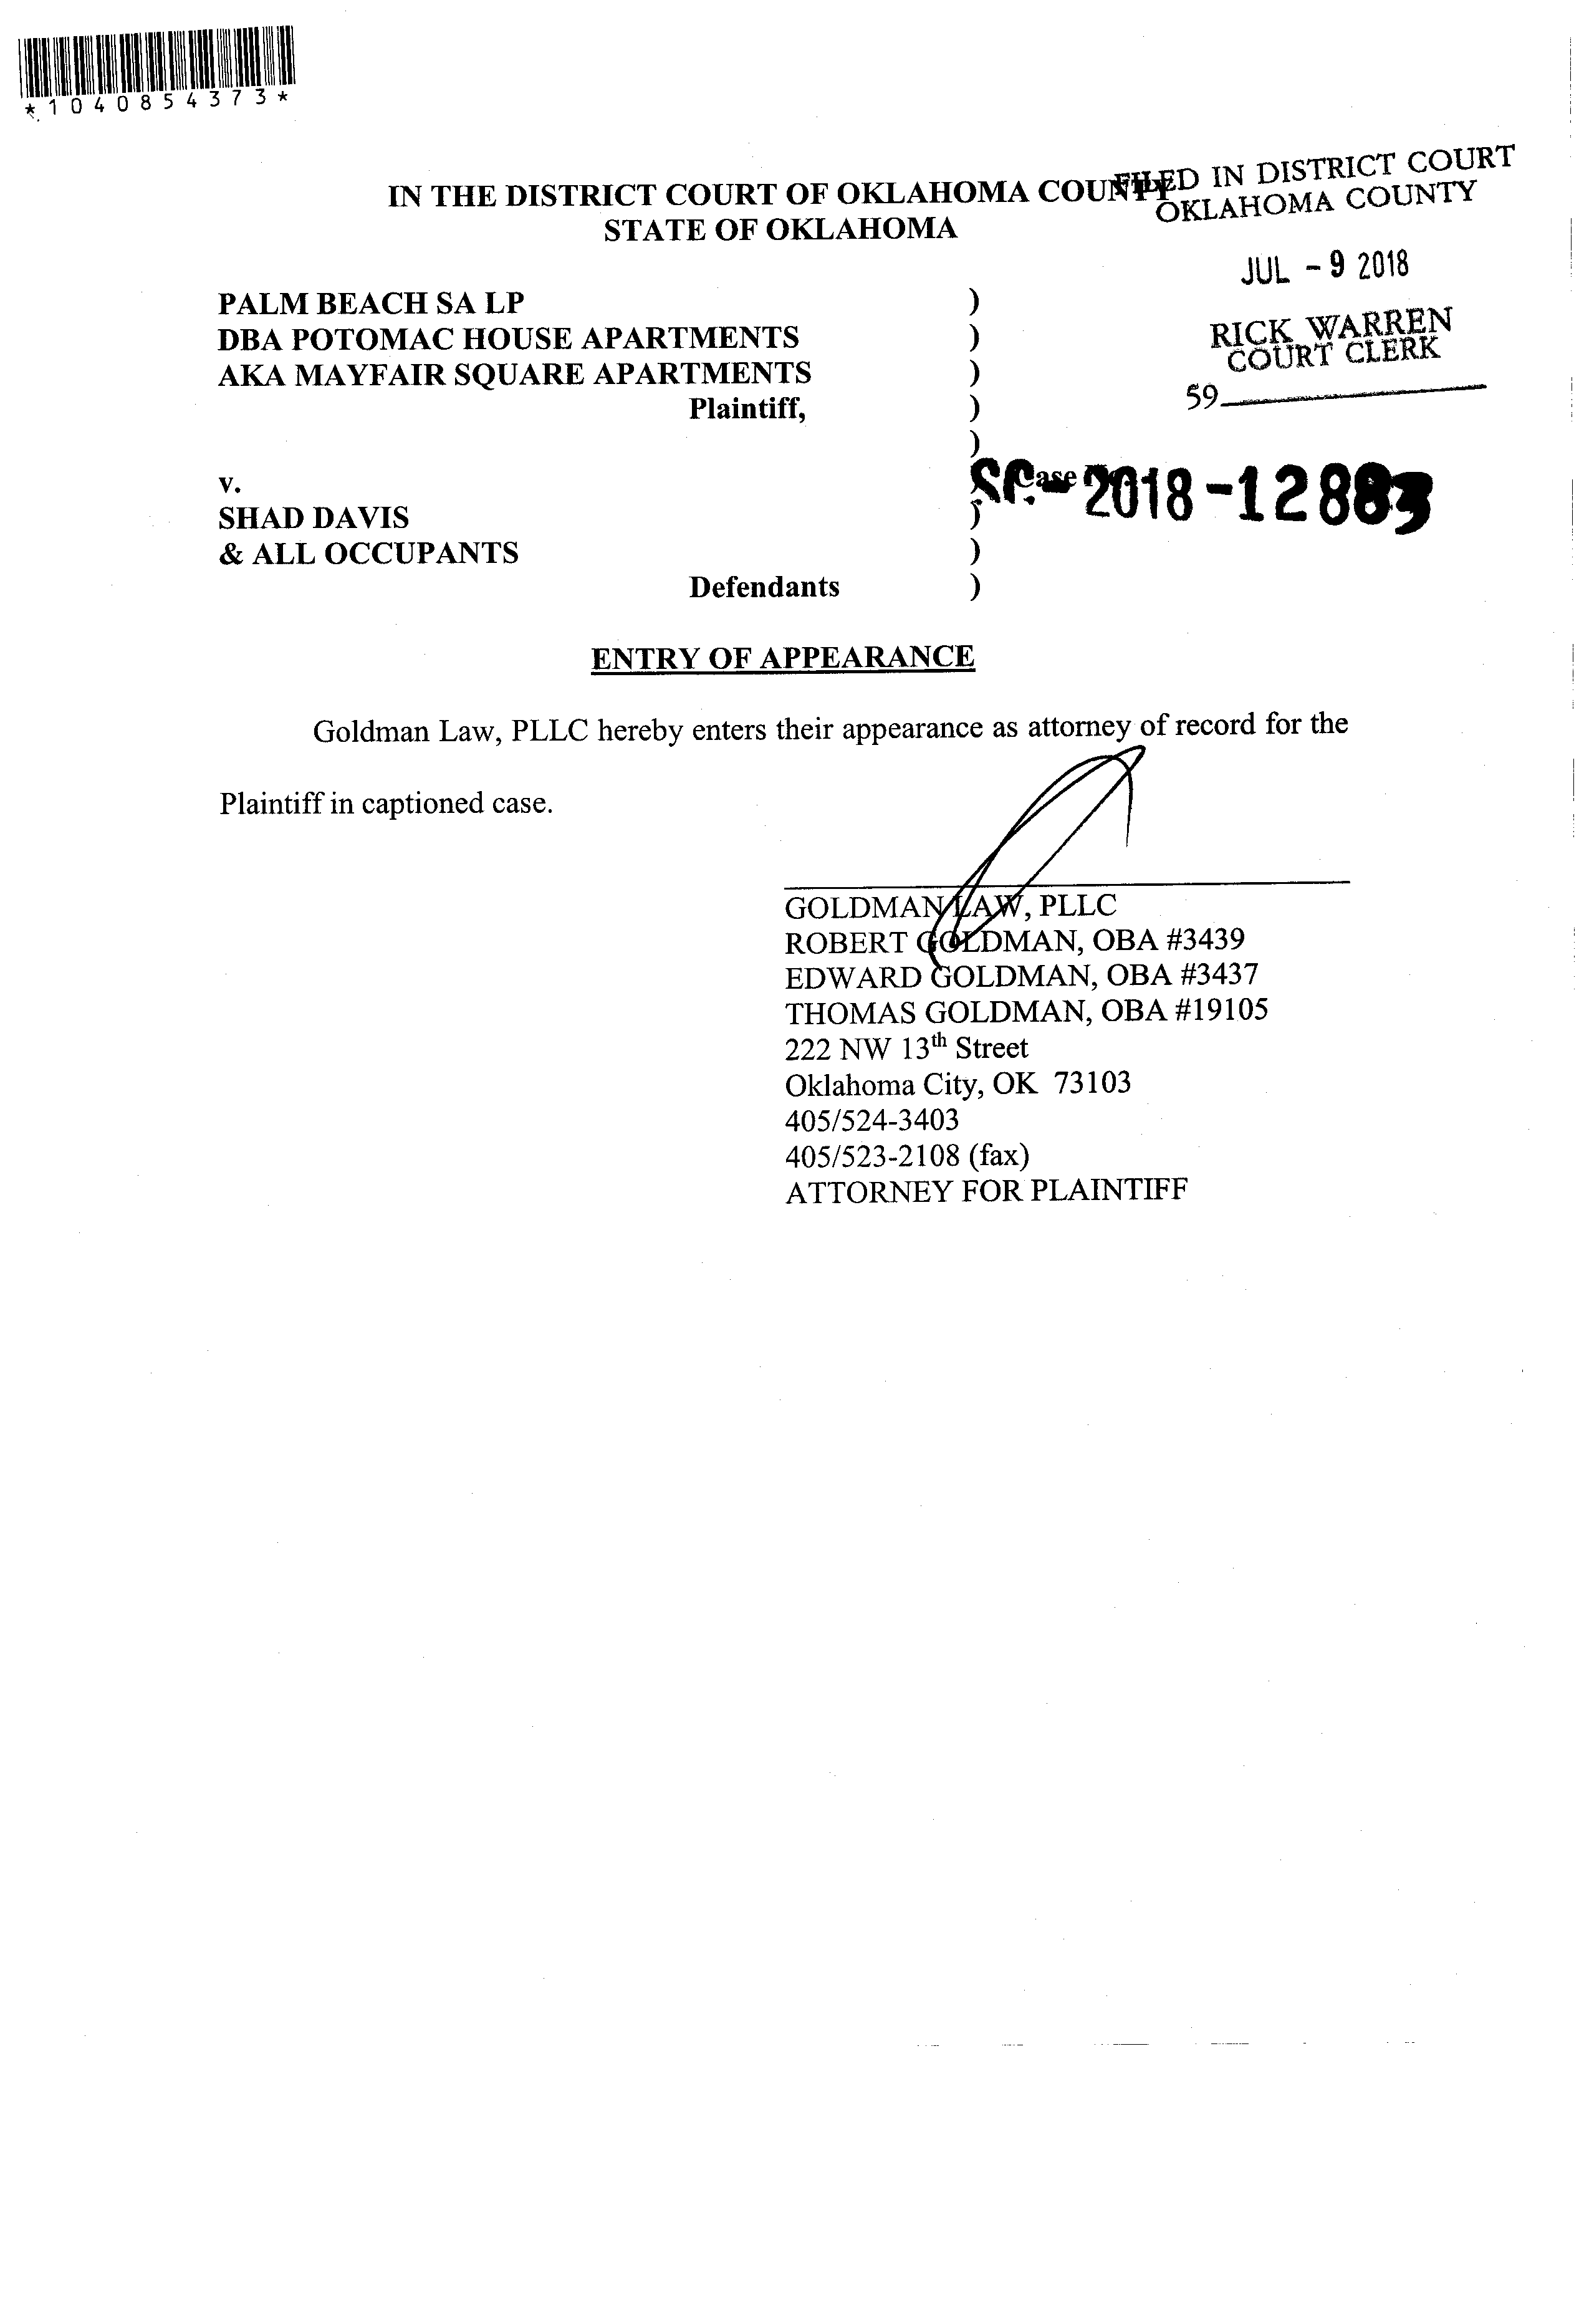 *1040854373*
IN THE DISTRICT COURT OF OKLAHOMA COUNTY
STATE OF OKLAHOMA
FILED IN DISTRICT COURT
OKLAHOMA COUNTY
JUL - 9 2018
RICK WARREN
COURT CLERK
59
PALM BEACH SA LP )
DBA POTOMAC HOUSE APARTMENTS )
AKA MAYFAIR SQUARE APARTMENTS )
Plaintiff, )
)
v.
Case
SC - 2018 - 12883
SHAD DAVIS )
& ALL OCCUPANTS )
Defendants )
ENTRY OF APPEARANCE
Goldman Law, PLLC hereby enters their appearance as attorney of record for the
Plaintiff in captioned case.
GOLDMAN LAW, PLLC
ROBERT GOLDMAN, OBA #3439
EDWARD GOLDMAN, OBA #3437
THOMAS GOLDMAN, OBA #19105
222 NW 13th Street
Oklahoma City, OK 73103
405/524-3403
405/523-2108 (fax)
ATTORNEY FOR PLAINTIFF